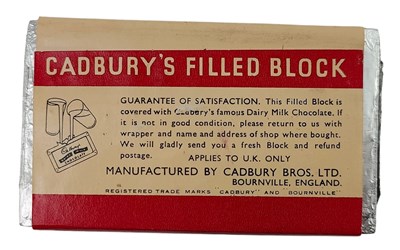 CADBURY'S FILLED BLOCK
GUARANTEE OF SATISFACTION. This Filled Block is
covered with Cadbury's famous Dairy Milk Chocolate. If
it is not in good condition, please return to us with
wrapper and name and address of shop where bought.
We will gladly send you a fresh Block and refund
postage.
APPLIES TO U.K. ONLY
MANUFACTURED BY CADBURY BROS. LTD.
BOURNVILLE, ENGLAND.
REGISTERED TRADE MARKS "CADBURY" AND "BOURNVILLE"
Cadbury